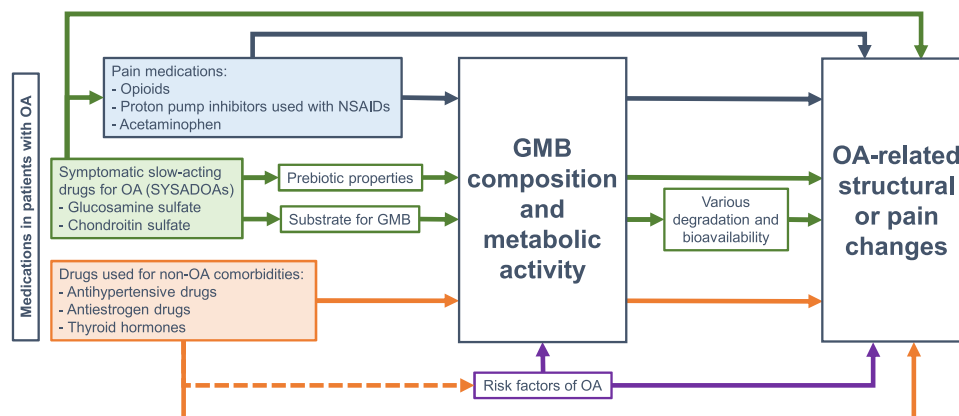 Medications in patients with OA
Pain medications:
- Opioids
- Proton pump inhibitors used with NSAIDs
- Acetaminophen
Symptomatic slow-acting
drugs for OA (SYSADOAs)
- Glucosamine sulfate
- Chondroitin sulfate
Prebiotic properties
Substrate for GMB
Drugs used for non-OA comorbidities:
- Antihypertensive drugs
- Antiestrogen drugs
- Thyroid hormones
GMB
composition
and
metabolic
activity
Various
degradation and
bioavailability
Risk factors of OA
OA-related
structural
or pain
changes